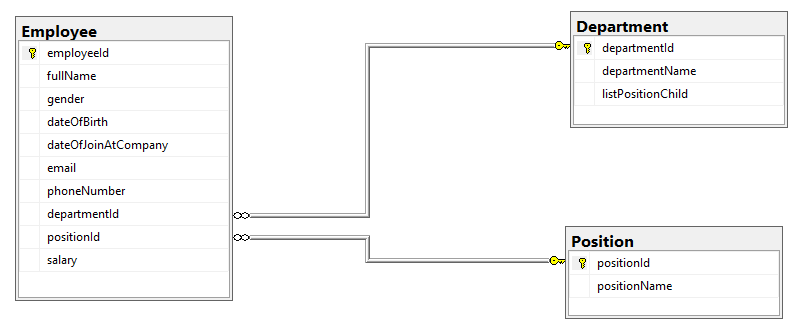 Employee
employeeId
fullName
gender
dateOfBirth
dateOfJoinAtCompany
email
phoneNumber
departmentId
positionId
salary
Department
departmentId
departmentName
listPositionChild
Position
positionId
positionName